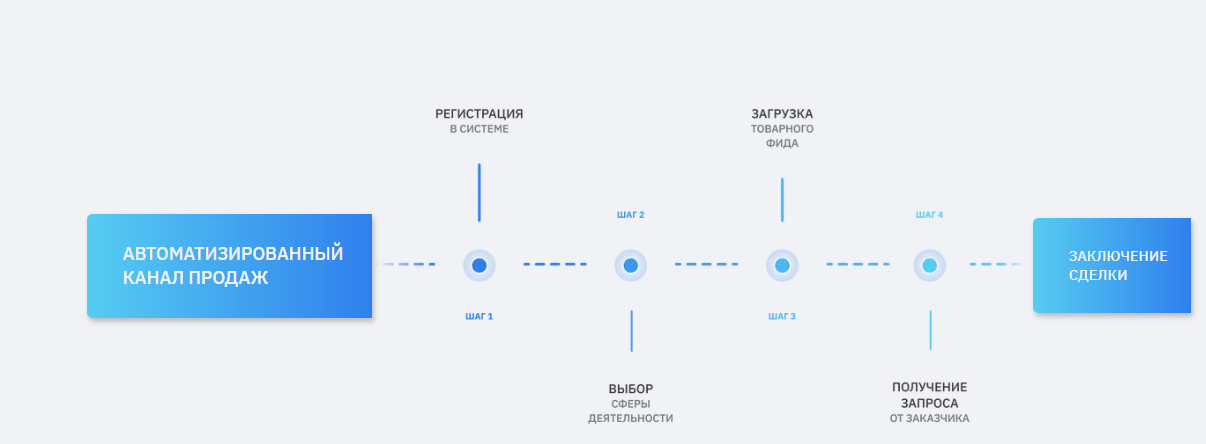 АВТОМАТИЗИРОВАННЫЙ
КАНАЛ ПРОДАЖ
РЕГИСТРАЦИЯ
В СИСТЕМЕ
ШАГ 1
ШАГ 2
ВЫБОР
СФЕРЫ
ДЕЯТЕЛЬНОСТИ
ЗАГРУЗКА
ТОВАРНОГО
ФИДА
ШАГ 3
ШАГ 4
ПОЛУЧЕНИЕ
ЗАПРОСА
ОТ ЗАКАЗЧИКА
ЗАКЛЮЧЕНИЕ
СДЕЛКИ